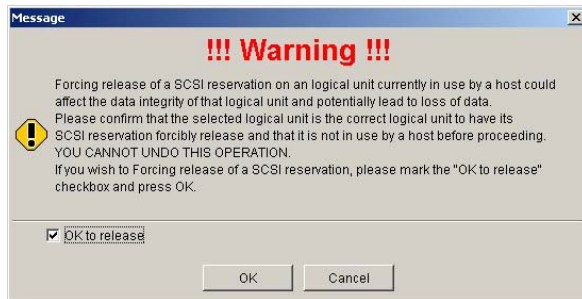 Message
!!! Warning !!!
Forcing release of a SCSI reservation on an logical unit currently in use by a host could
affect the data integrity of that logical unit and potentially lead to loss of data.
Please confirm that the selected logical unit is the correct logical unit to have its
SCSI reservation forcibly release and that it is not in use by a host before proceeding.
YOU CANNOT UNDO THIS OPERATION.
If you wish to Forcing release of a SCSI reservation, please mark the "OK to release"
checkbox and press OK.
OK to release
OK Cancel